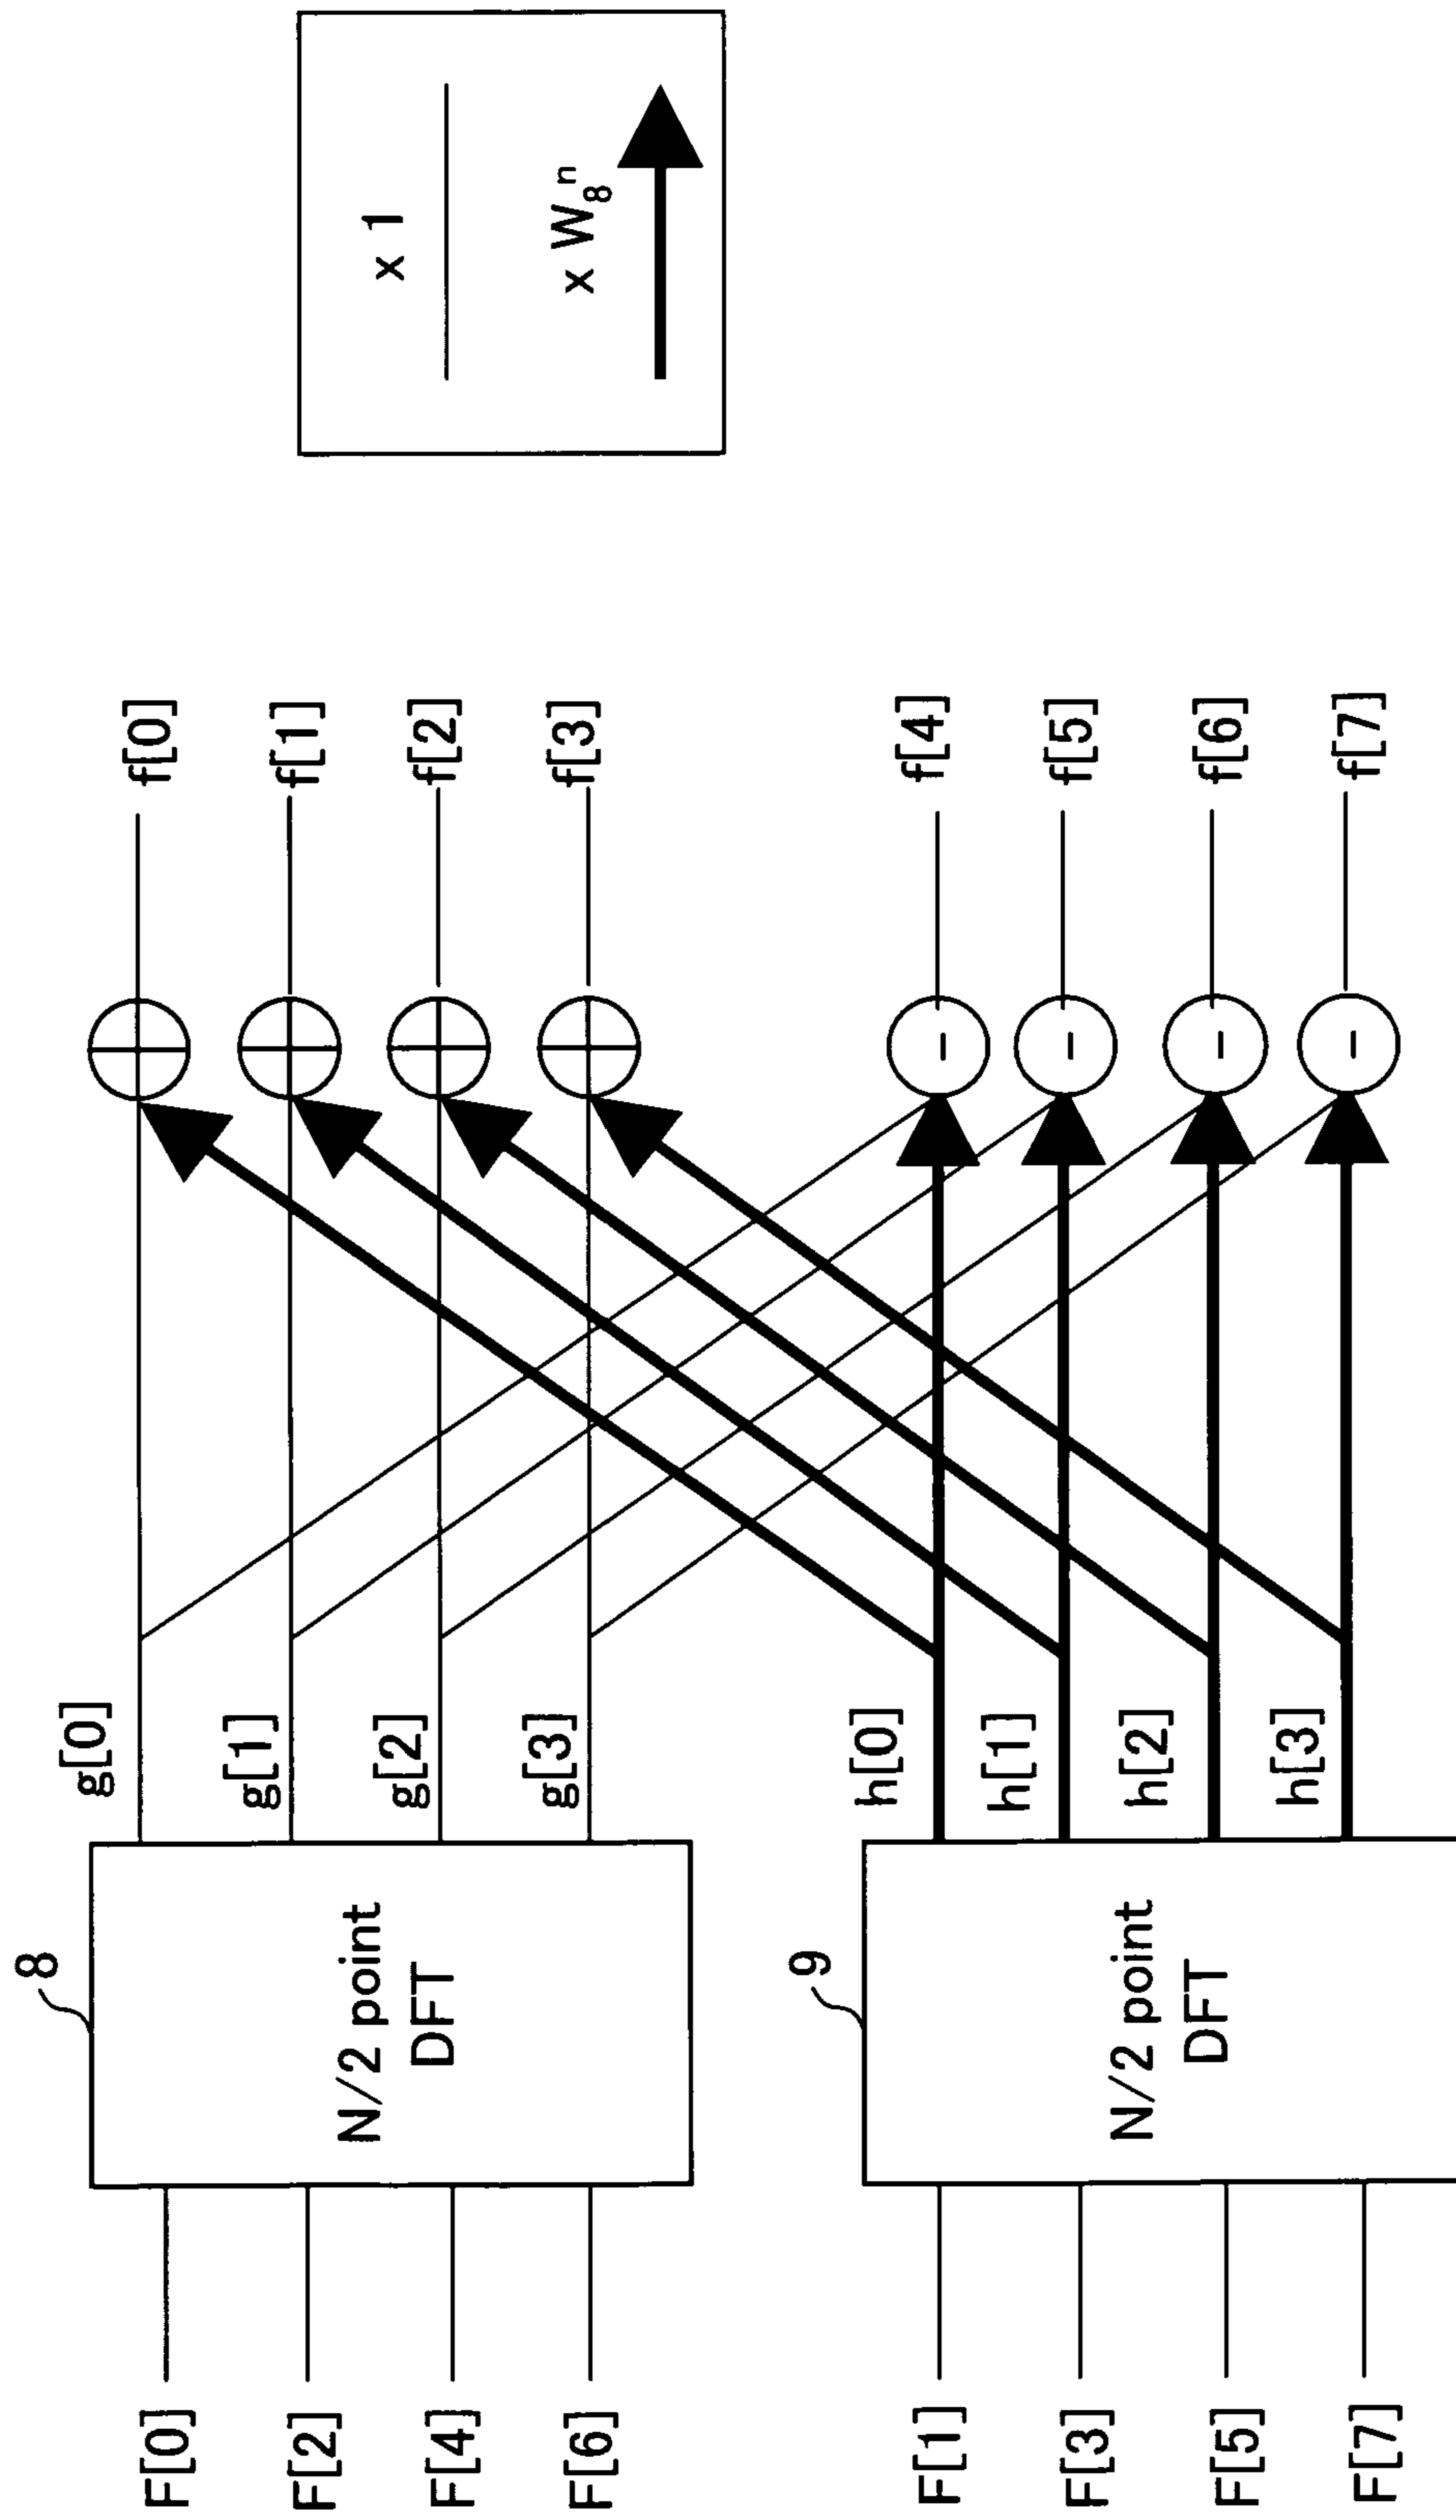 F[0]
F[2]
F[4]
F[6]
F[1]
F[3]
F[5]
F[7]
8
N/2 point
DFT
9
N/2 point
DFT
g[0]
g[1]
g[2]
g[3]
h[0]
h[1]
h[2]
h[3]
-
-
-
-
f[0]
f[1]
f[2]
f[3]
f[4]
f[5]
f[6]
f[7]
x 1
x W₈ⁿ